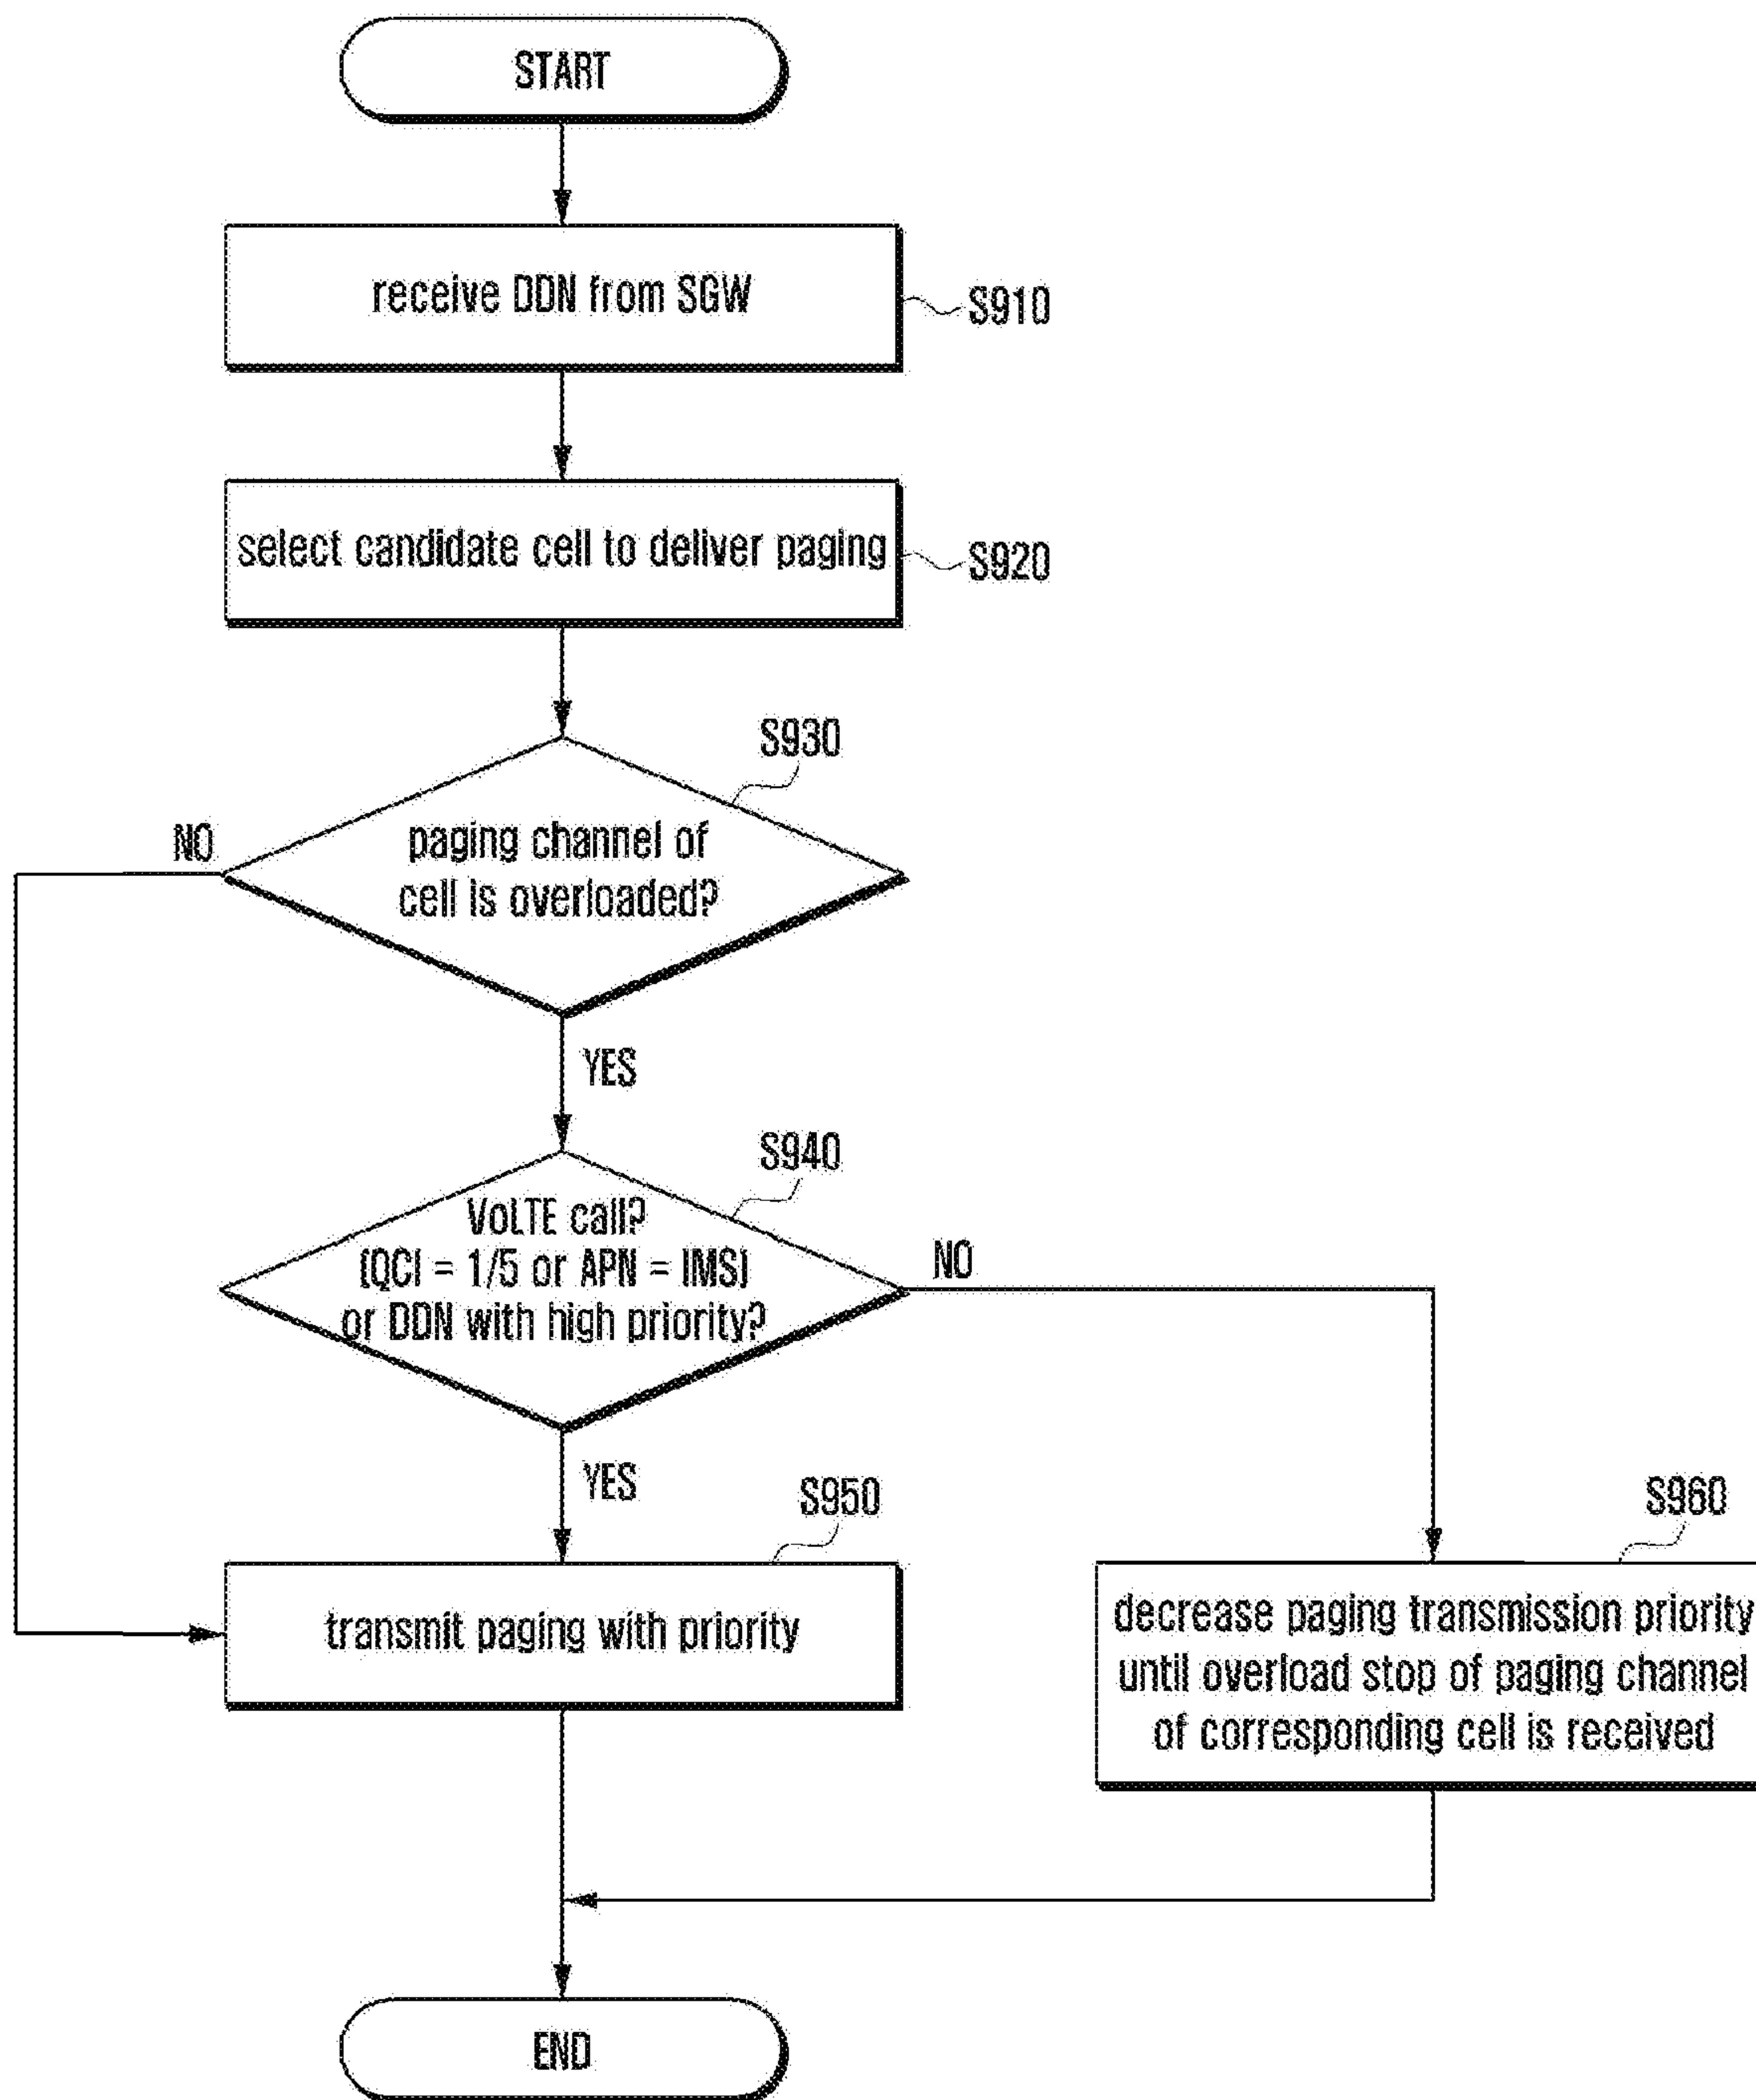 START
receive DDN from SGW
S910
select candidate cell to deliver paging
S920
S930
NO
paging channel of
cell is overloaded?
YES
S940
VoLTE call?
(QCI = 1/5 or APN = IMS)
or DDN with high priority?
NO
YES
S950
S960
transmit paging with priority
decrease paging transmission priority
until overload stop of paging channel
of corresponding cell is received
END